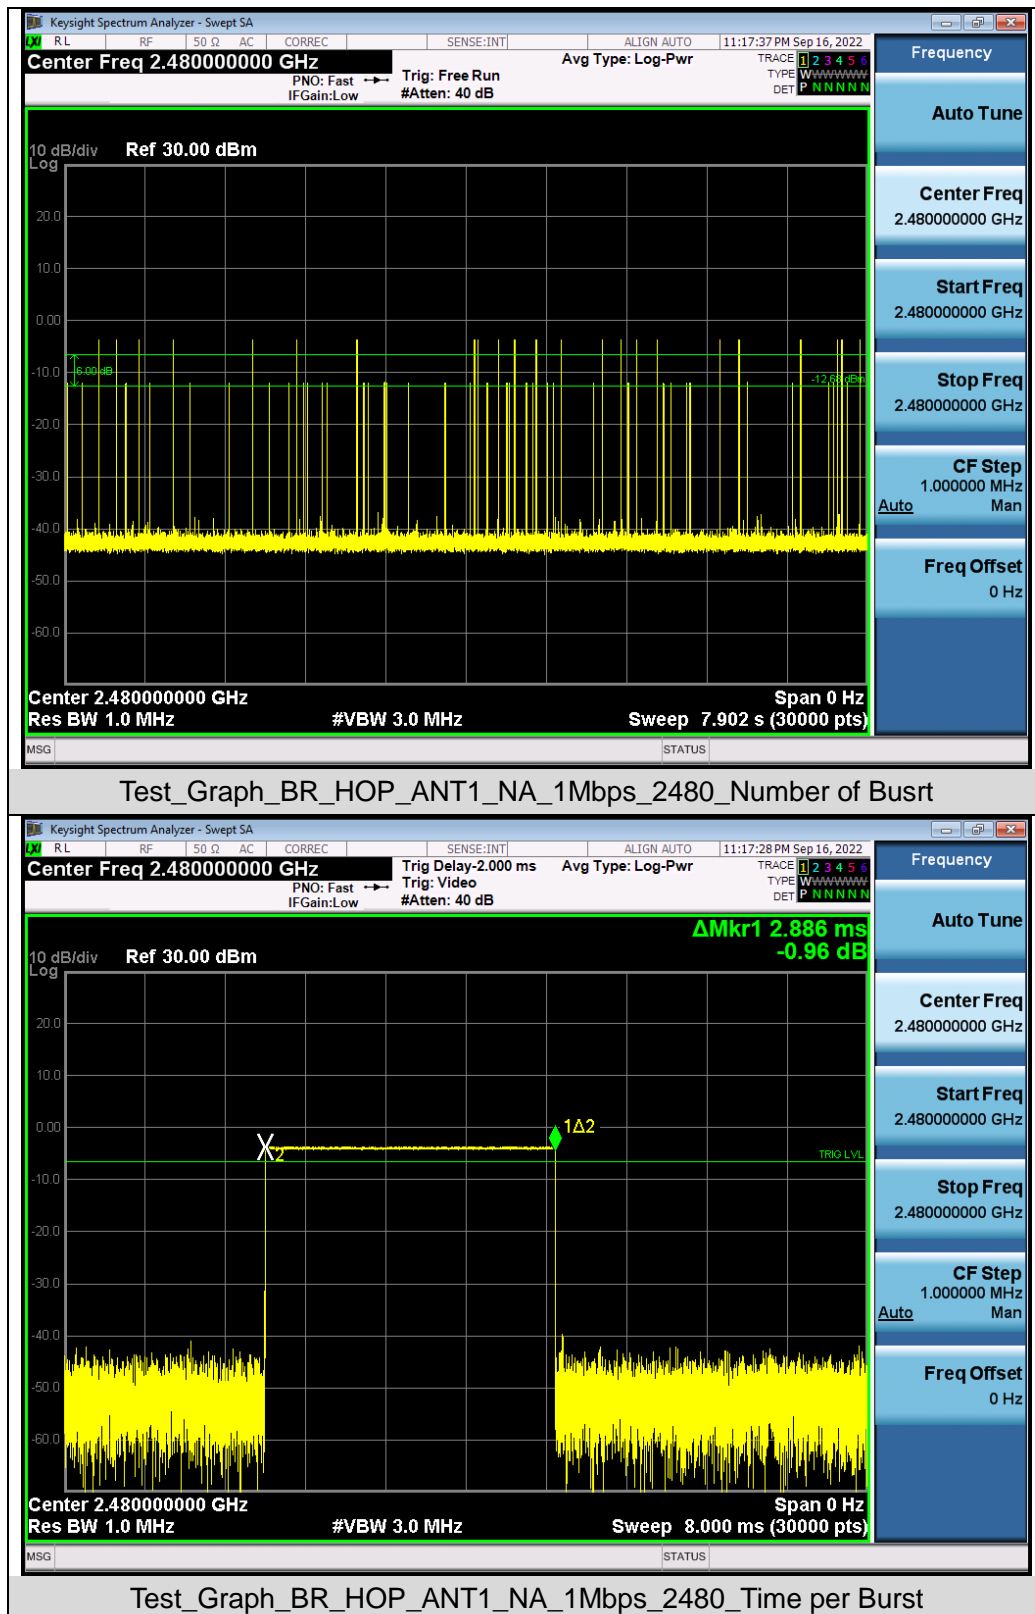 Keysight Spectrum Analyzer - Swept SA
LXI RL RF 50 Ω AC CORREC SENSE:INT ALIGN AUTO 11:17:37 PM Sep 16, 2022
Center Freq 2.480000000 GHz
PNO: Fast
IFGain:Low
Trig: Free Run
#Atten: 40 dB
Avg Type: Log-Pwr
TRACE 1 2 3 4 5 6
TYPE WWWWWW
DET P N N N N N
Frequency
Auto Tune
Center Freq
2.480000000 GHz
Start Freq
2.480000000 GHz
Stop Freq
2.480000000 GHz
CF Step
1.000000 MHz
Auto Man
Freq Offset
0 Hz
10 dB/div Ref 30.00 dBm
Log
20.0
10.0
0.00
-10.0
6.00 dB
-12.68 dBm
-20.0
-30.0
-40.0
-50.0
-60.0
Center 2.480000000 GHz Span 0 Hz
Res BW 1.0 MHz #VBW 3.0 MHz Sweep 7.902 s (30000 pts)
MSG STATUS
Test_Graph_BR_HOP_ANT1_NA_1Mbps_2480_Number of Busrt
Keysight Spectrum Analyzer - Swept SA
LXI RL RF 50 Ω AC CORREC SENSE:INT ALIGN AUTO 11:17:28 PM Sep 16, 2022
Center Freq 2.480000000 GHz
PNO: Fast
IFGain:Low
Trig Delay-2.000 ms
Trig: Video
#Atten: 40 dB
Avg Type: Log-Pwr
TRACE 1 2 3 4 5 6
TYPE WWWWWW
DET P N N N N N
Frequency
Auto Tune
Center Freq
2.480000000 GHz
Start Freq
2.480000000 GHz
Stop Freq
2.480000000 GHz
CF Step
1.000000 MHz
Auto Man
Freq Offset
0 Hz
ΔMkr1 2.886 ms
-0.96 dB
10 dB/div Ref 30.00 dBm
Log
20.0
10.0
0.00
1Δ2
2
TRIG LVL
-10.0
-20.0
-30.0
-40.0
-50.0
-60.0
Center 2.480000000 GHz Span 0 Hz
Res BW 1.0 MHz #VBW 3.0 MHz Sweep 8.000 ms (30000 pts)
MSG STATUS
Test_Graph_BR_HOP_ANT1_NA_1Mbps_2480_Time per Burst